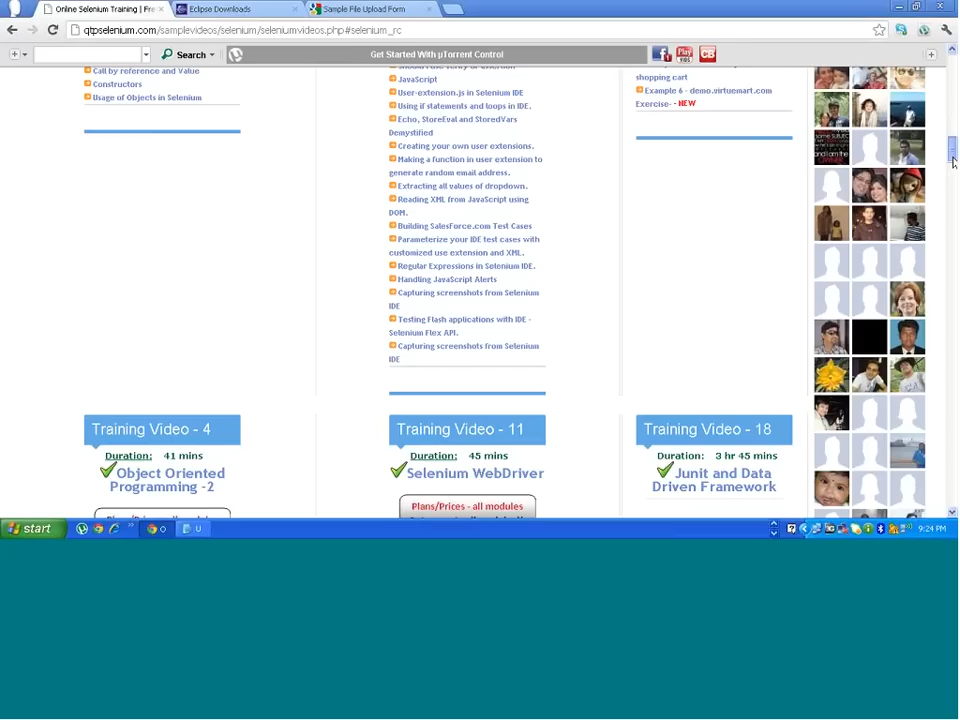 Online Selenium Training | Fre
Eclipse Downloads
Sample File Upload Form
qtpselenium.com/samplevideos/selenium/seleniumvideos.php#selenium_rc
Search
Get Started With µTorrent Control
Call by reference and Value
Constructors
Usage of Objects in Selenium
JavaScript
User-extension.js in Selenium IDE
Using if statements and loops in IDE.
Echo, StoreEval and StoredVars
Demystified
Creating your own user extensions.
Making a function in user extension to
generate random email address.
Extracting all values of dropdown.
Reading XML from JavaScript using
DOM.
Building SalesForce.com Test Cases
Parameterize your IDE test cases with
customized use extension and XML.
Regular Expressions in Selenium IDE.
Handling JavaScript Alerts
Capturing screenshots from Selenium
IDE
Testing Flash applications with IDE -
Selenium Flex API.
Capturing screenshots from Selenium
IDE
shopping cart
Example 6 - demo.virtuemart.com
Exercise- - NEW
Training Video - 4
Duration: 41 mins
Object Oriented
Programming -2
Training Video - 11
Duration: 45 mins
Selenium WebDriver
Plans/Prices - all modules
Training Video - 18
Duration: 3 hr 45 mins
Junit and Data
Driven Framework
start
9:24 PM